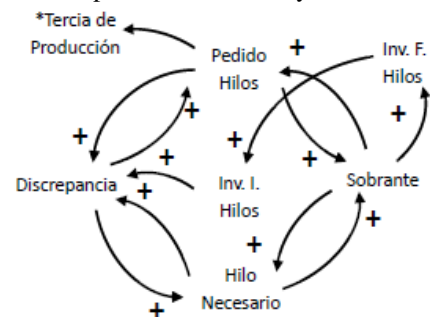 *Tercia de
Producción
Pedido
Hilos
+
Inv. F.
Hilos
+
+
+
+
+
+
Discrepancia
+
Inv. I.
Hilos
Sobrante
+
+
Hilo
Necesario
+